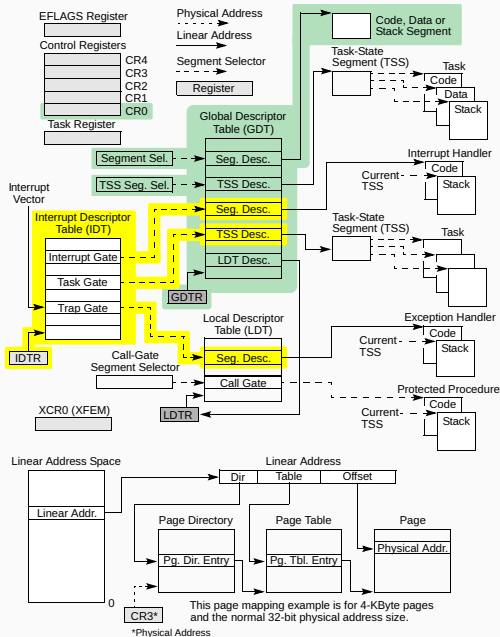 EFLAGS Register
Control Registers
CR4
CR3
CR2
CR1
CR0
Task Register
Physical Address
Linear Address
Segment Selector
Register
Code, Data or
Stack Segment
Task-State
Segment (TSS)
Task
Code
Data
Stack
Global Descriptor
Table (GDT)
Segment Sel.
Seg. Desc.
TSS Seg. Sel.
TSS Desc.
Interrupt Handler
Code
Current
TSS
Stack
Interrupt
Vector
Interrupt Descriptor
Table (IDT)
Seg. Desc.
Interrupt Gate
TSS Desc.
Task-State
Segment (TSS)
Task
LDT Desc.
Task Gate
GDTR
Trap Gate
Local Descriptor
Table (LDT)
Exception Handler
Code
Current
TSS
Stack
IDTR
Call-Gate
Segment Selector
Seg. Desc.
Call Gate
Protected Procedure
Code
Current
TSS
Stack
XCR0 (XFEM)
LDTR
Linear Address Space
Linear Address
Dir
Table
Offset
Linear Addr.
Page Directory
Page Table
Page
Physical Addr.
Pg. Dir. Entry
Pg. Tbl. Entry
0
CR3*
This page mapping example is for 4-KByte pages
and the normal 32-bit physical address size.
*Physical Address